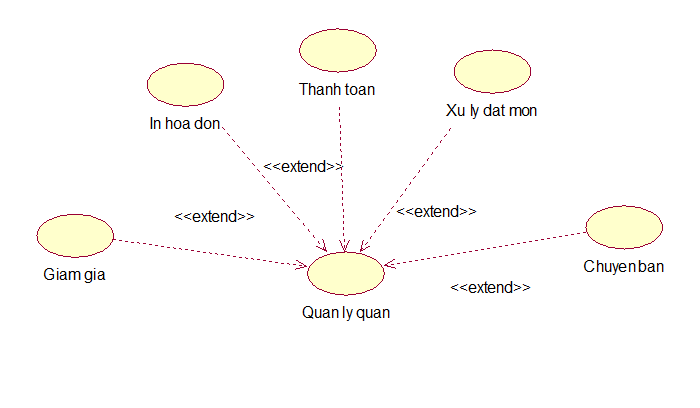 Thanh toan
In hoa don
Xu ly dat mon
<<extend>>
<<extend>>
<<extend>>
Giam gia
Chuyen ban
<<extend>>
Quan ly quan